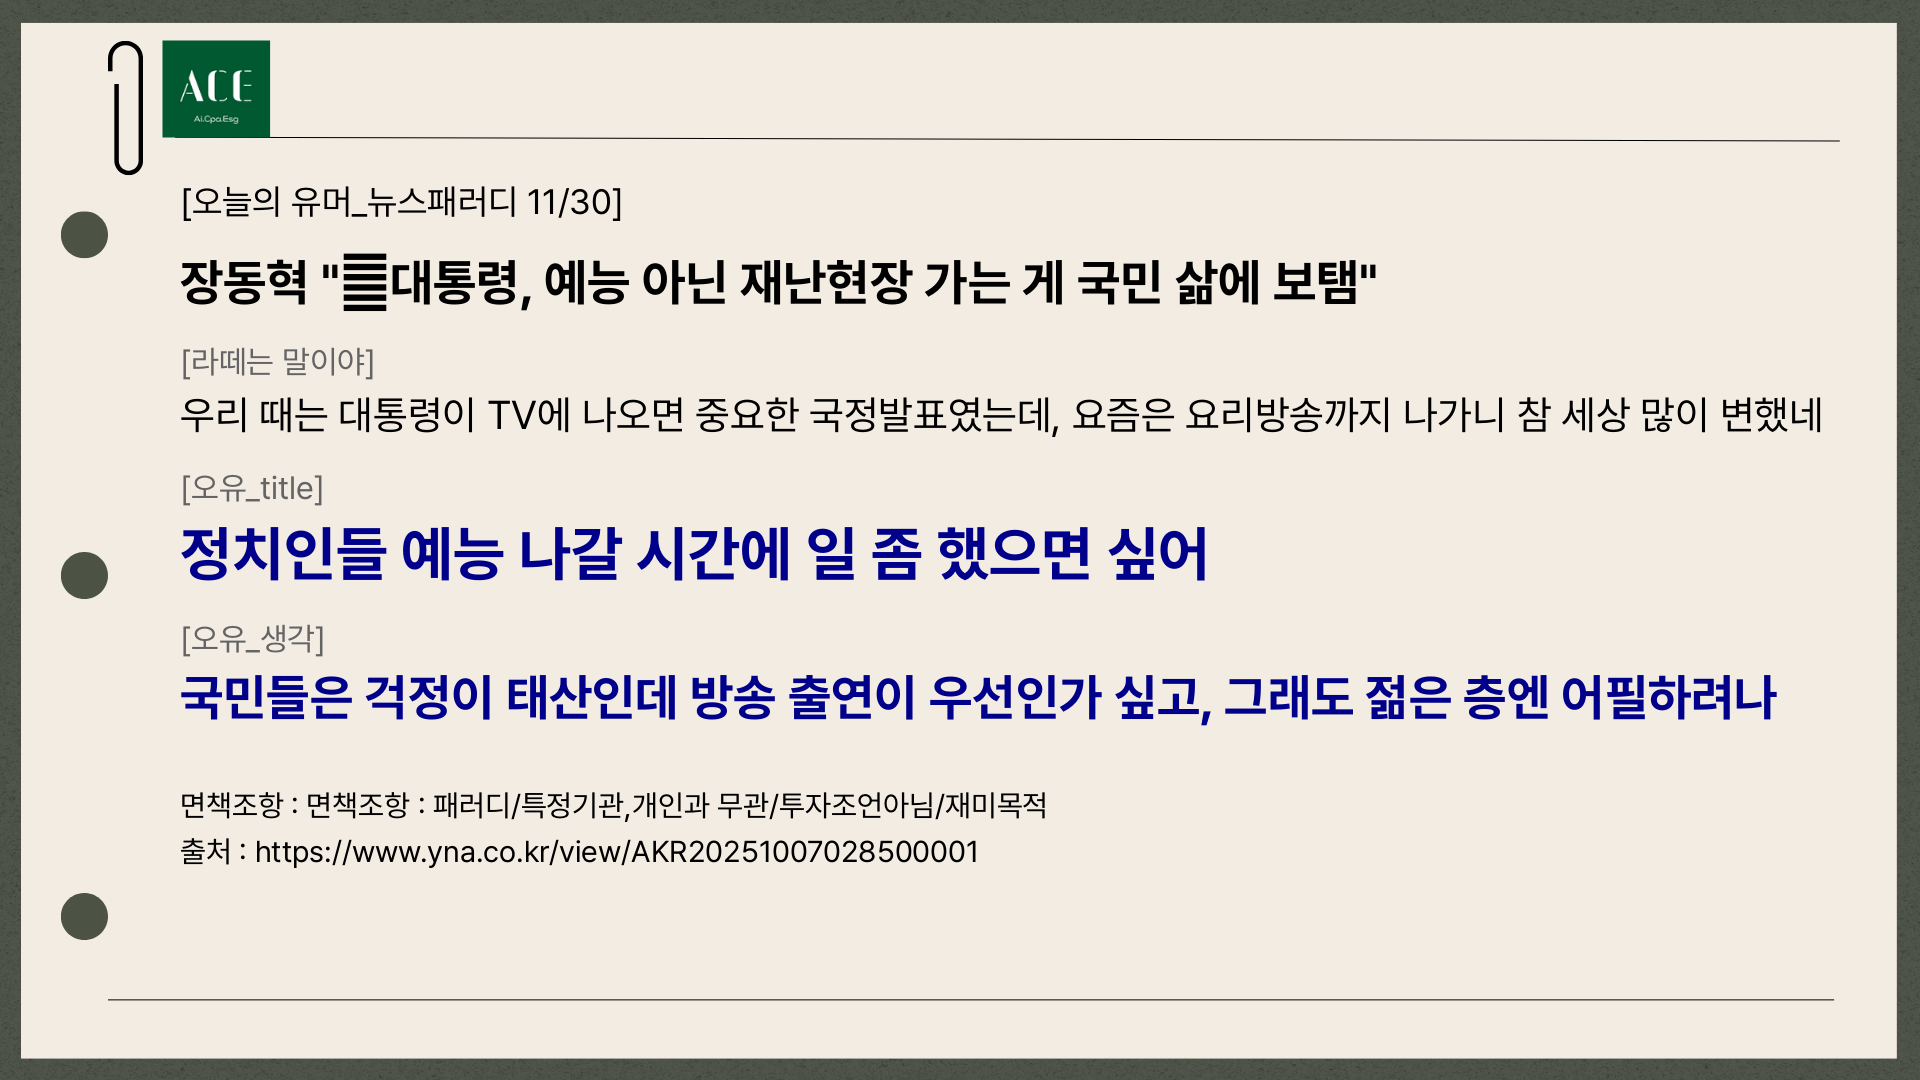 ACE
Ai.Cpa.Esg
[오늘의 유머_뉴스패러디 11/30]
장동혁 "䷀대통령, 예능 아닌 재난현장 가는 게 국민 삶에 보탬"
[라떼는 말이야]
우리 때는 대통령이 TV에 나오면 중요한 국정발표였는데, 요즘은 요리방송까지 나가니 참 세상 많이 변했네
[오유_title]
정치인들 예능 나갈 시간에 일 좀 했으면 싶어
[오유_생각]
국민들은 걱정이 태산인데 방송 출연이 우선인가 싶고, 그래도 젊은 층엔 어필하려나
면책조항 : 면책조항 : 패러디/특정기관,개인과 무관/투자조언아님/재미목적
출처 : https://www.yna.co.kr/view/AKR20251007028500001